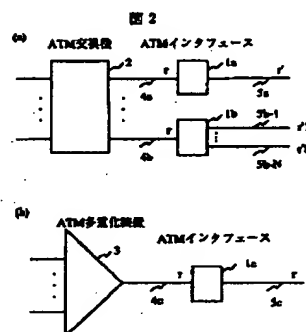 図 2
(a)
ATM交換機 ATMインタフェース
2 r 1a r'
4a 5a
r 1b 5b-1
4b 5b-N
(b)
ATM多重化装置
3 ATMインタフェース
r 1c r'
4c 5c